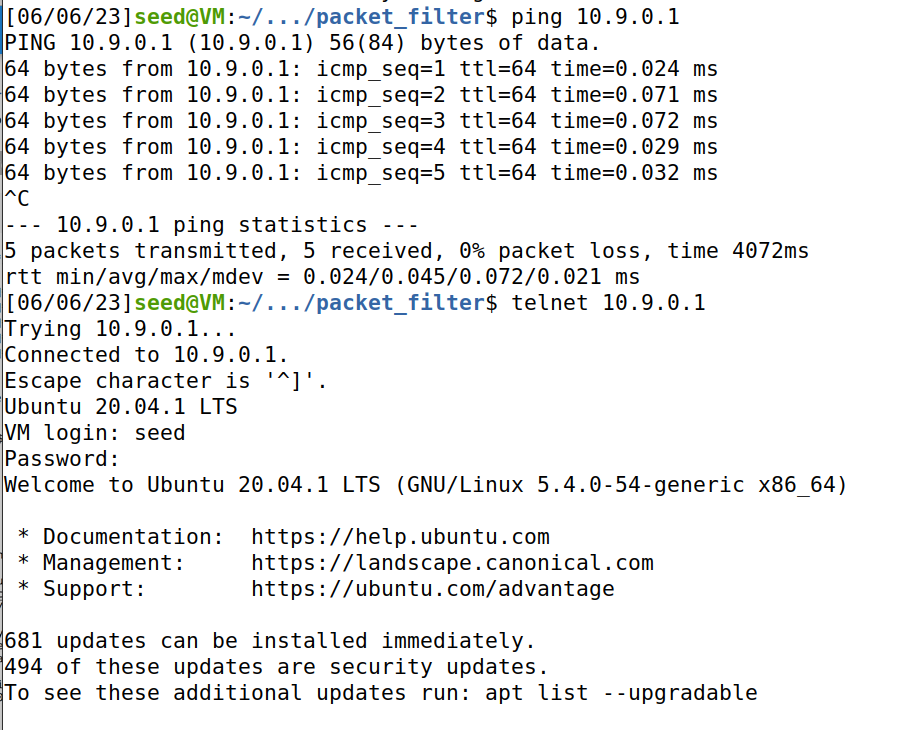 [06/06/23]seed@VM:~/.../packet_filter$ ping 10.9.0.1
PING 10.9.0.1 (10.9.0.1) 56(84) bytes of data.
64 bytes from 10.9.0.1: icmp_seq=1 ttl=64 time=0.024 ms
64 bytes from 10.9.0.1: icmp_seq=2 ttl=64 time=0.071 ms
64 bytes from 10.9.0.1: icmp_seq=3 ttl=64 time=0.072 ms
64 bytes from 10.9.0.1: icmp_seq=4 ttl=64 time=0.029 ms
64 bytes from 10.9.0.1: icmp_seq=5 ttl=64 time=0.032 ms
^C
--- 10.9.0.1 ping statistics ---
5 packets transmitted, 5 received, 0% packet loss, time 4072ms
rtt min/avg/max/mdev = 0.024/0.045/0.072/0.021 ms
[06/06/23]seed@VM:~/.../packet_filter$ telnet 10.9.0.1
Trying 10.9.0.1...
Connected to 10.9.0.1.
Escape character is '^]'.
Ubuntu 20.04.1 LTS
VM login: seed
Password:
Welcome to Ubuntu 20.04.1 LTS (GNU/Linux 5.4.0-54-generic x86_64)
* Documentation:  https://help.ubuntu.com
* Management:     https://landscape.canonical.com
* Support:        https://ubuntu.com/advantage
681 updates can be installed immediately.
494 of these updates are security updates.
To see these additional updates run: apt list --upgradable